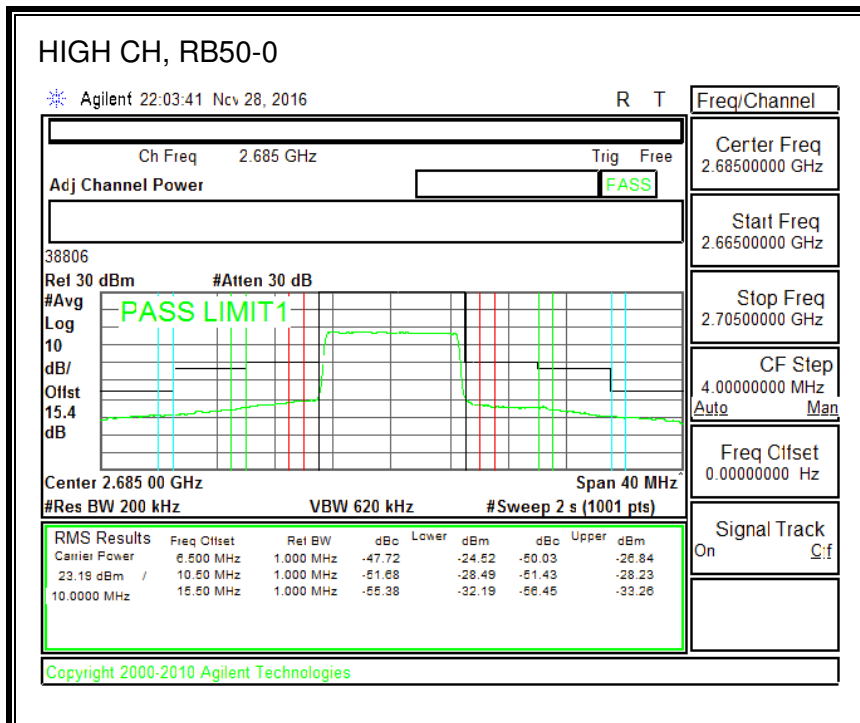 HIGH CH, RB50-0
Agilent 22:03:41 Nov 28, 2016 R T
Freq/Channel
Ch Freq 2.685 GHz Trig Free
Adj Channel Power PASS
38806
Ref 30 dBm #Atten 30 dB
#Avg
Log
10
dB/
Offst
15.4
dB
PASS LIMIT1
Center 2.685 00 GHz Span 40 MHz
#Res BW 200 kHz VBW 620 kHz #Sweep 2 s (1001 pts)
RMS Results Freq Offset Ref BW dBc Lower dBm dBc Upper dBm
Carrier Power 6.500 MHz 1.000 MHz -47.72 -24.52 -50.03 -26.84
23.19 dBm / 10.50 MHz 1.000 MHz -51.68 -28.49 -51.43 -28.23
10.0000 MHz 15.50 MHz 1.000 MHz -55.38 -32.19 -56.45 -33.26
Center Freq
2.68500000 GHz
Start Freq
2.66500000 GHz
Stop Freq
2.70500000 GHz
CF Step
4.00000000 MHz
Auto Man
Freq Offset
0.00000000 Hz
Signal Track
On Off
Copyright 2000-2010 Agilent Technologies